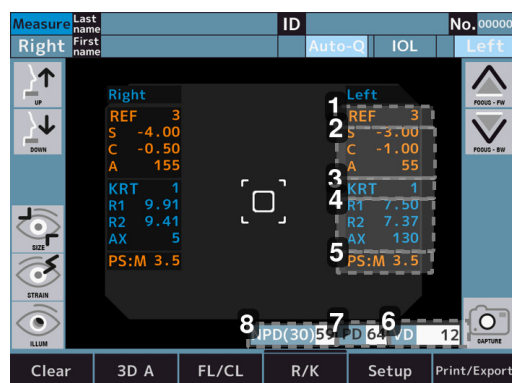 Measure Last name ID No. 00000
Right First name Auto-Q IOL Left
UP
DOWN
SIZE
STRAIN
ILLUM
Right
REF 3
S -4.00
C -0.50
A 155
KRT 1
R1 9.91
R2 9.41
AX 5
PS:M 3.5
Left
1 REF 3
2 S -3.00
C -1.00
A 55
3 KRT 1
4 R1 7.50
R2 7.37
AX 130
5 PS:M 3.5
FOCUS - FW
FOCUS - BW
CAPTURE
8 NPD(30) 59 7 PD 64 6 VD 12
Clear 3D A FL/CL R/K Setup Print/Export